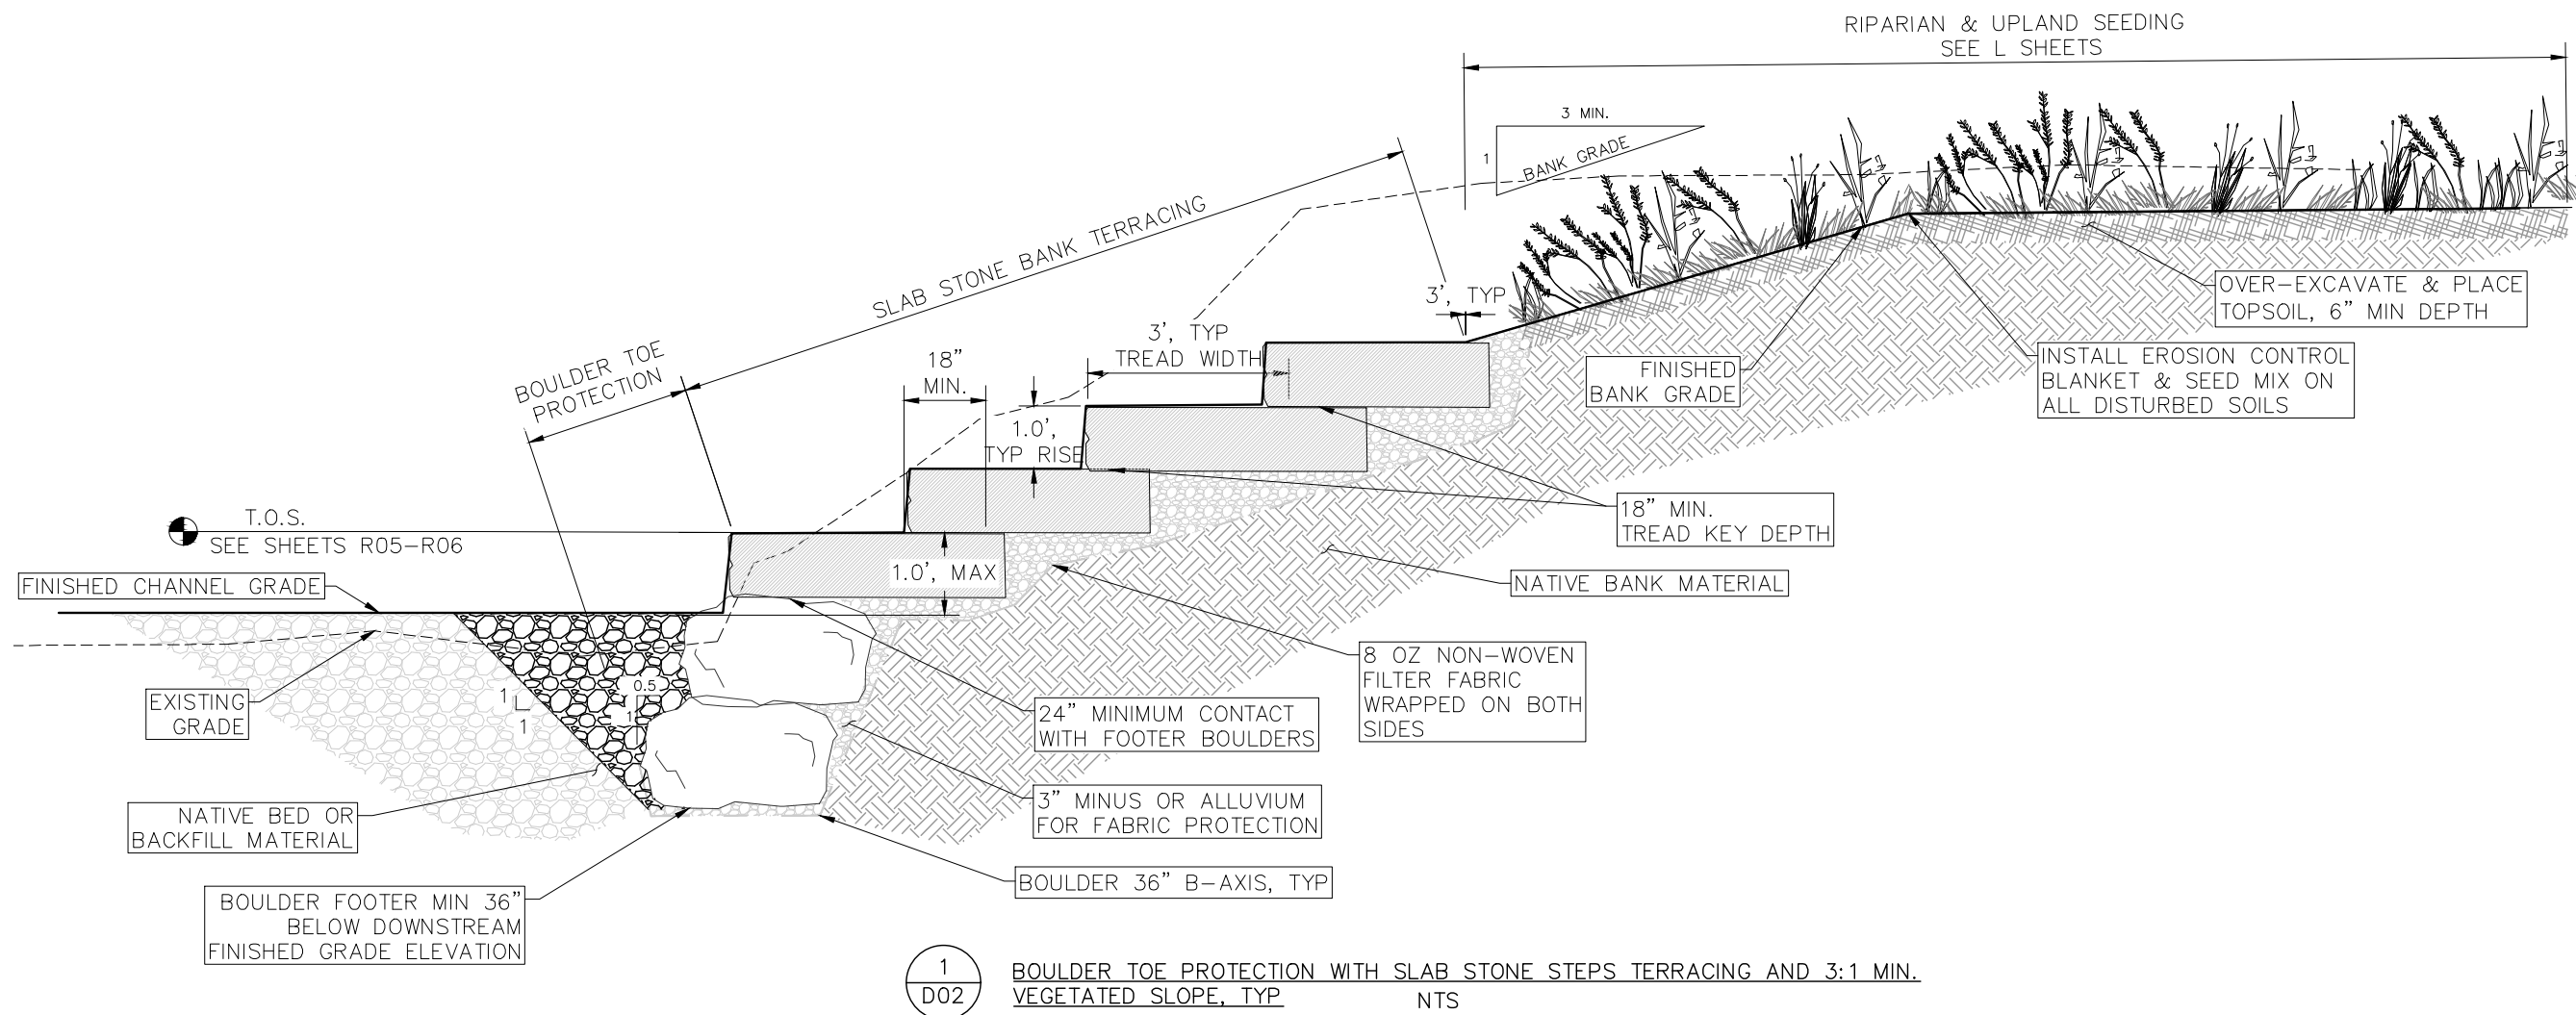 RIPARIAN & UPLAND SEEDING
SEE L SHEETS
3 MIN.
1
BANK GRADE
SLAB STONE BANK TERRACING
BOULDER TOE
PROTECTION
3', TYP
3', TYP
TREAD WIDTH
18"
MIN.
1.0',
TYP RISE
1.0', MAX
T.O.S.
SEE SHEETS R05-R06
FINISHED CHANNEL GRADE
EXISTING
GRADE
NATIVE BED OR
BACKFILL MATERIAL
BOULDER FOOTER MIN 36"
BELOW DOWNSTREAM
FINISHED GRADE ELEVATION
1
1
0.5
1
OVER-EXCAVATE & PLACE
TOPSOIL, 6" MIN DEPTH
FINISHED
BANK GRADE
INSTALL EROSION CONTROL
BLANKET & SEED MIX ON
ALL DISTURBED SOILS
18" MIN.
TREAD KEY DEPTH
NATIVE BANK MATERIAL
8 OZ NON-WOVEN
FILTER FABRIC
WRAPPED ON BOTH
SIDES
24" MINIMUM CONTACT
WITH FOOTER BOULDERS
3" MINUS OR ALLUVIUM
FOR FABRIC PROTECTION
BOULDER 36" B-AXIS, TYP
1
D02
BOULDER TOE PROTECTION WITH SLAB STONE STEPS TERRACING AND 3:1 MIN.
VEGETATED SLOPE, TYP
NTS